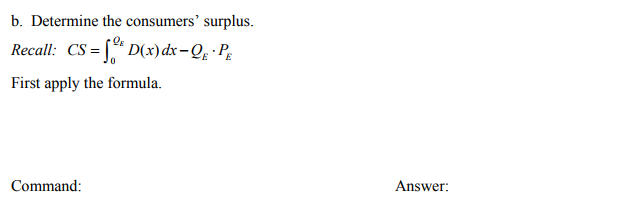 b. Determine the consumers’ surplus.
Recall: CS = ∫₀^{Q_E} D(x) dx − Q_E · P_E
First apply the formula.
Command: Answer: